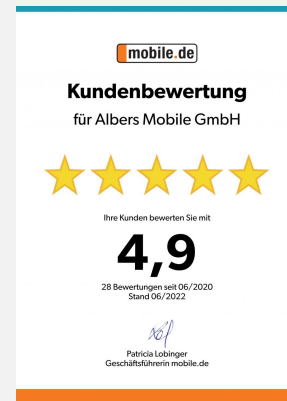 mobile.de
Kundenbewertung
für Albers Mobile GmbH
Ihre Kunden bewerten Sie mit
4,9
28 Bewertungen seit 06/2020
Stand 06/2022
Patricia Lobinger
Geschäftsführerin mobile.de